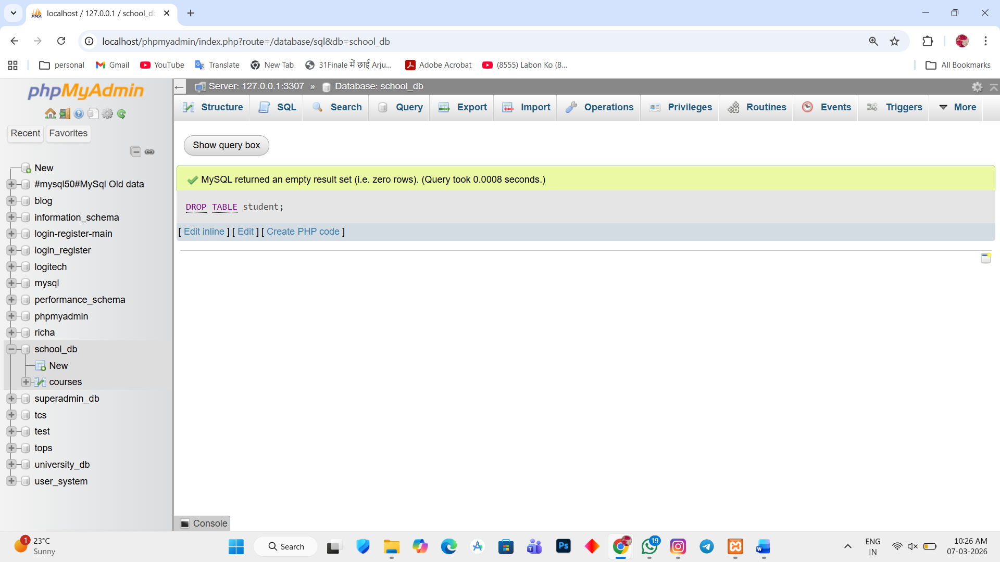 localhost / 127.0.0.1 / school_db
localhost/phpmyadmin/index.php?route=/database/sql&db=school_db
personal
Gmail
YouTube
Translate
New Tab
31Finale में छाई Arju...
Adobe Acrobat
(8555) Labon Ko (8...
All Bookmarks
phpMyAdmin
Recent
Favorites
New
#mysql50#MySql Old data
blog
information_schema
login-register-main
login_register
logitech
mysql
performance_schema
phpmyadmin
richa
school_db
New
courses
superadmin_db
tcs
test
tops
university_db
user_system
Server: 127.0.0.1:3307 » Database: school_db
Structure
SQL
Search
Query
Export
Import
Operations
Privileges
Routines
Events
Triggers
More
Show query box
MySQL returned an empty result set (i.e. zero rows). (Query took 0.0008 seconds.)
DROP TABLE student;
[ Edit inline ] [ Edit ] [ Create PHP code ]
Console
1
23°C
Sunny
Search
Ps
19
ENG
IN
10:26 AM
07-03-2026